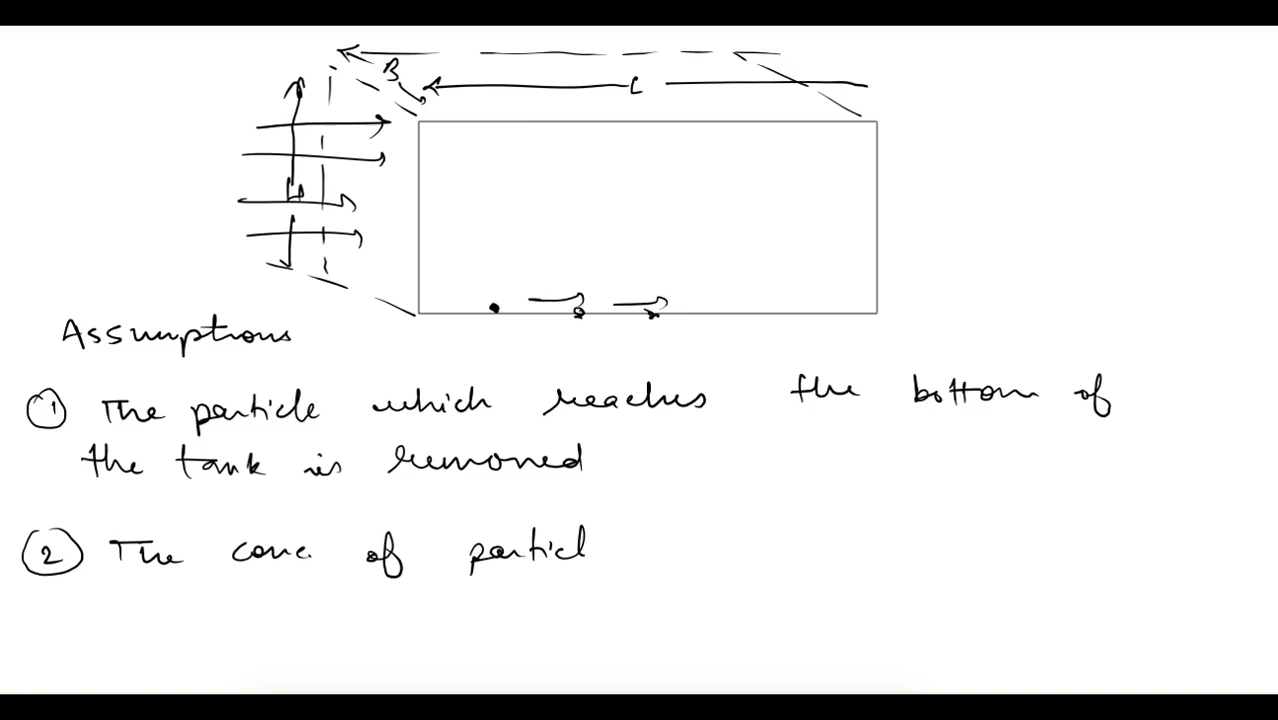 B
L
H
Assumptions
① The particle which reaches the bottom of
the tank is removed
② The conc of particl